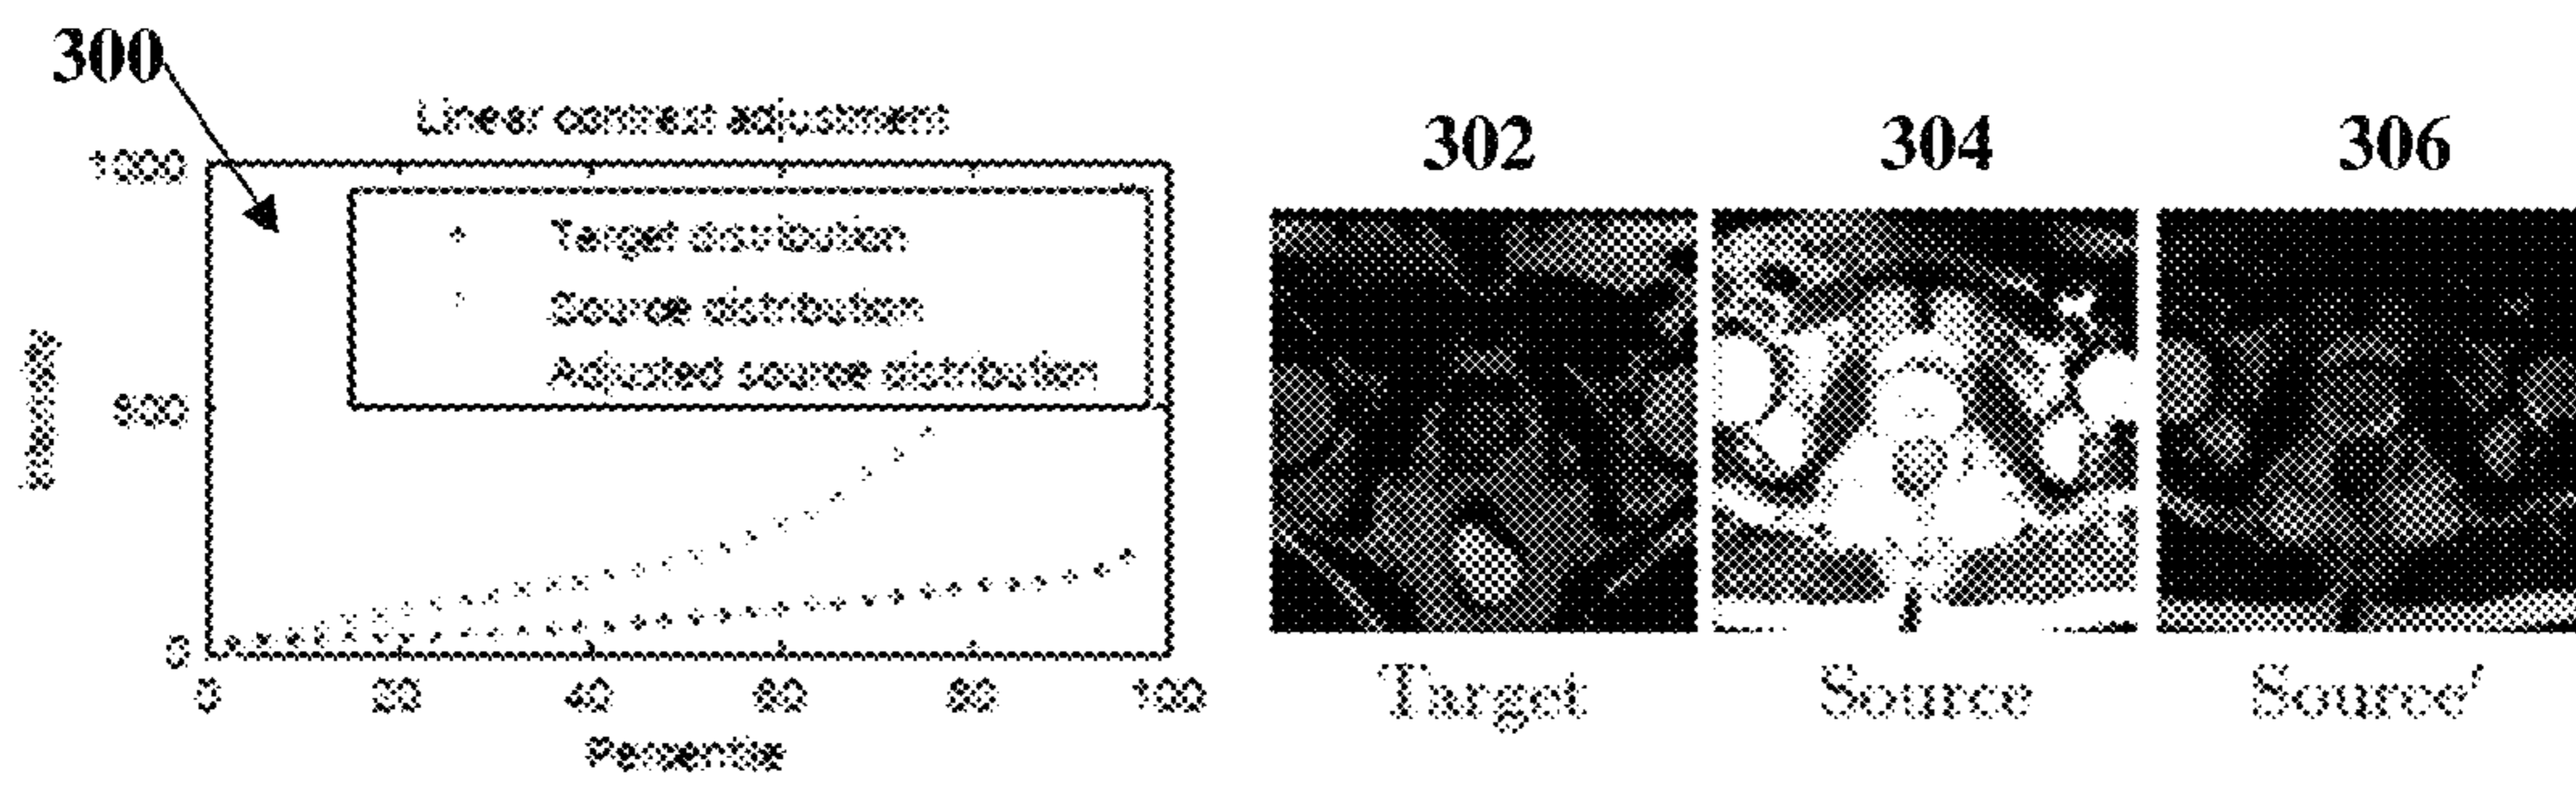 300
Linear contrast adjustment
302
304
306
1000
Target distribution
Source distribution
Adjusted source distribution
Intensity
500
0
0
20
40
60
80
100
Percentile
Target
Source
Source′